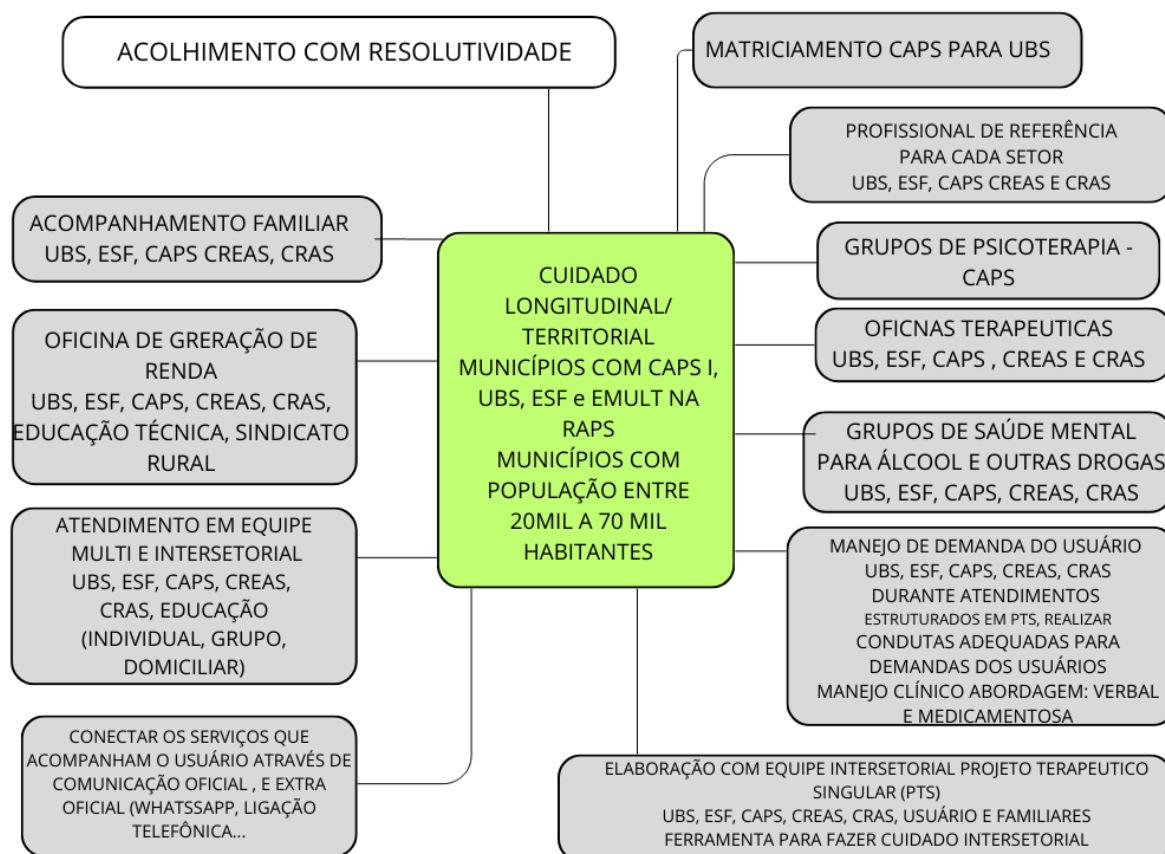 ACOLHIMENTO COM RESOLUTIVIDADE
MATRICIAMENTO CAPS PARA UBS
PROFISSIONAL DE REFERÊNCIA
PARA CADA SETOR
UBS, ESF, CAPS CREAS E CRAS
ACOMPANHAMENTO FAMILIAR
UBS, ESF, CAPS CREAS, CRAS
GRUPOS DE PSICOTERAPIA -
CAPS
CUIDADO
LONGITUDINAL/
TERRITORIAL
MUNICÍPIOS COM CAPS I,
UBS, ESF e EMULT NA
RAPS
MUNICÍPIOS COM
POPULAÇÃO ENTRE
20MIL A 70 MIL
HABITANTES
OFICINA DE GRERAÇÃO DE
RENDA
UBS, ESF, CAPS, CREAS, CRAS,
EDUCAÇÃO TÉCNICA, SINDICATO
RURAL
OFICNAS TERAPEUTICAS
UBS, ESF, CAPS , CREAS E CRAS
GRUPOS DE SAÚDE MENTAL
PARA ÁLCOOL E OUTRAS DROGAS
UBS, ESF, CAPS, CREAS, CRAS
ATENDIMENTO EM EQUIPE
MULTI E INTERSETORIAL
UBS, ESF, CAPS, CREAS,
CRAS, EDUCAÇÃO
(INDIVIDUAL, GRUPO,
DOMICILIAR)
MANEJO DE DEMANDA DO USUÁRIO
UBS, ESF, CAPS, CREAS, CRAS
DURANTE ATENDIMENTOS
ESTRUTURADOS EM PTS, REALIZAR
CONDUTAS ADEQUADAS PARA
DEMANDAS DOS USUÁRIOS
MANEJO CLÍNICO ABORDAGEM: VERBAL
E MEDICAMENTOSA
CONECTAR OS SERVIÇOS QUE
ACOMPANHAM O USUÁRIO ATRAVÉS DE
COMUNICAÇÃO OFICIAL , E EXTRA
OFICIAL (WHATSSAPP, LIGAÇÃO
TELEFÔNICA...
ELABORAÇÃO COM EQUIPE INTERSETORIAL PROJETO TERAPEUTICO
SINGULAR (PTS)
UBS, ESF, CAPS, CREAS, CRAS, USUÁRIO E FAMILIARES
FERRAMENTA PARA FAZER CUIDADO INTERSETORIAL